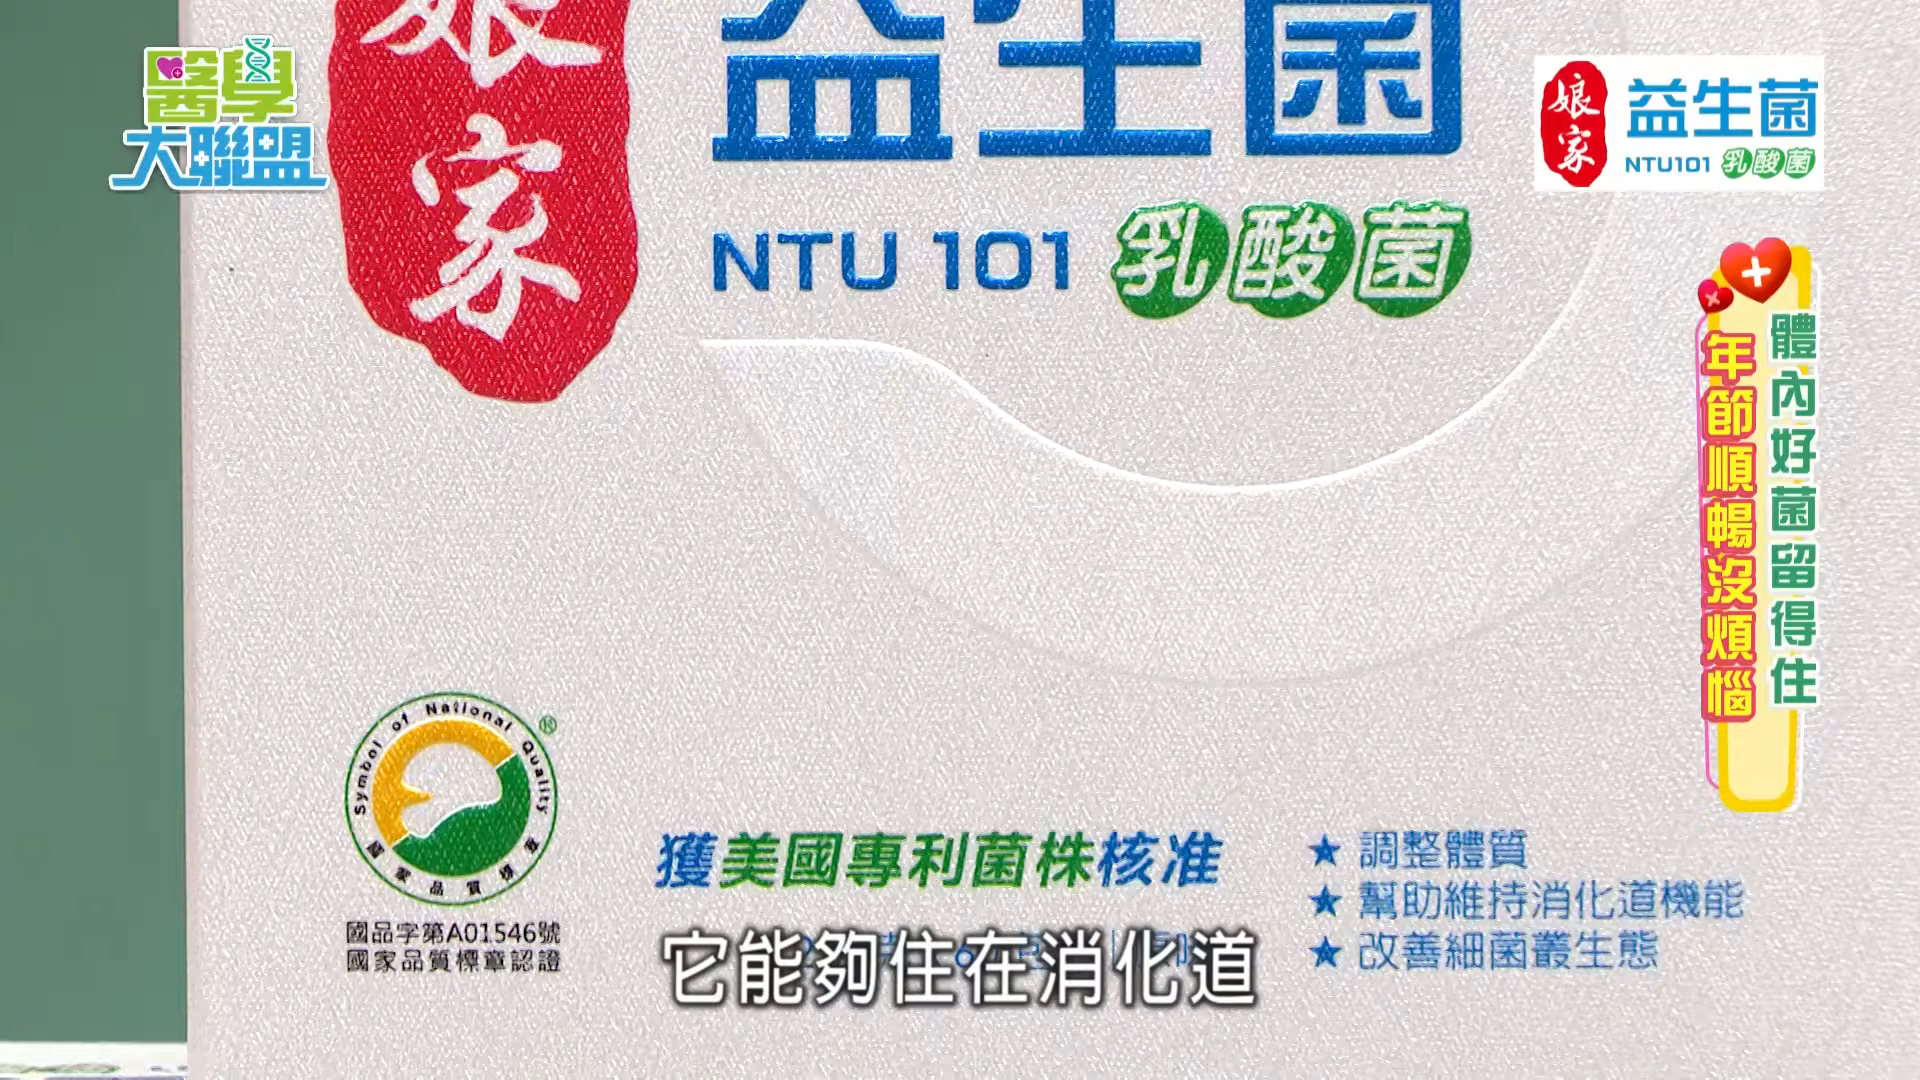 醫學
大聯盟
娘家
益生菌
NTU 101 乳酸菌
娘家
益生菌
NTU101 乳酸菌
體內好菌留得住
年節順暢沒煩惱
Symbol of National Quality
國家品質標章
國品字第A01546號
國家品質標章認證
獲美國專利菌株核准
★ 調整體質
★ 幫助維持消化道機能
★ 改善細菌叢生態
它能夠住在消化道